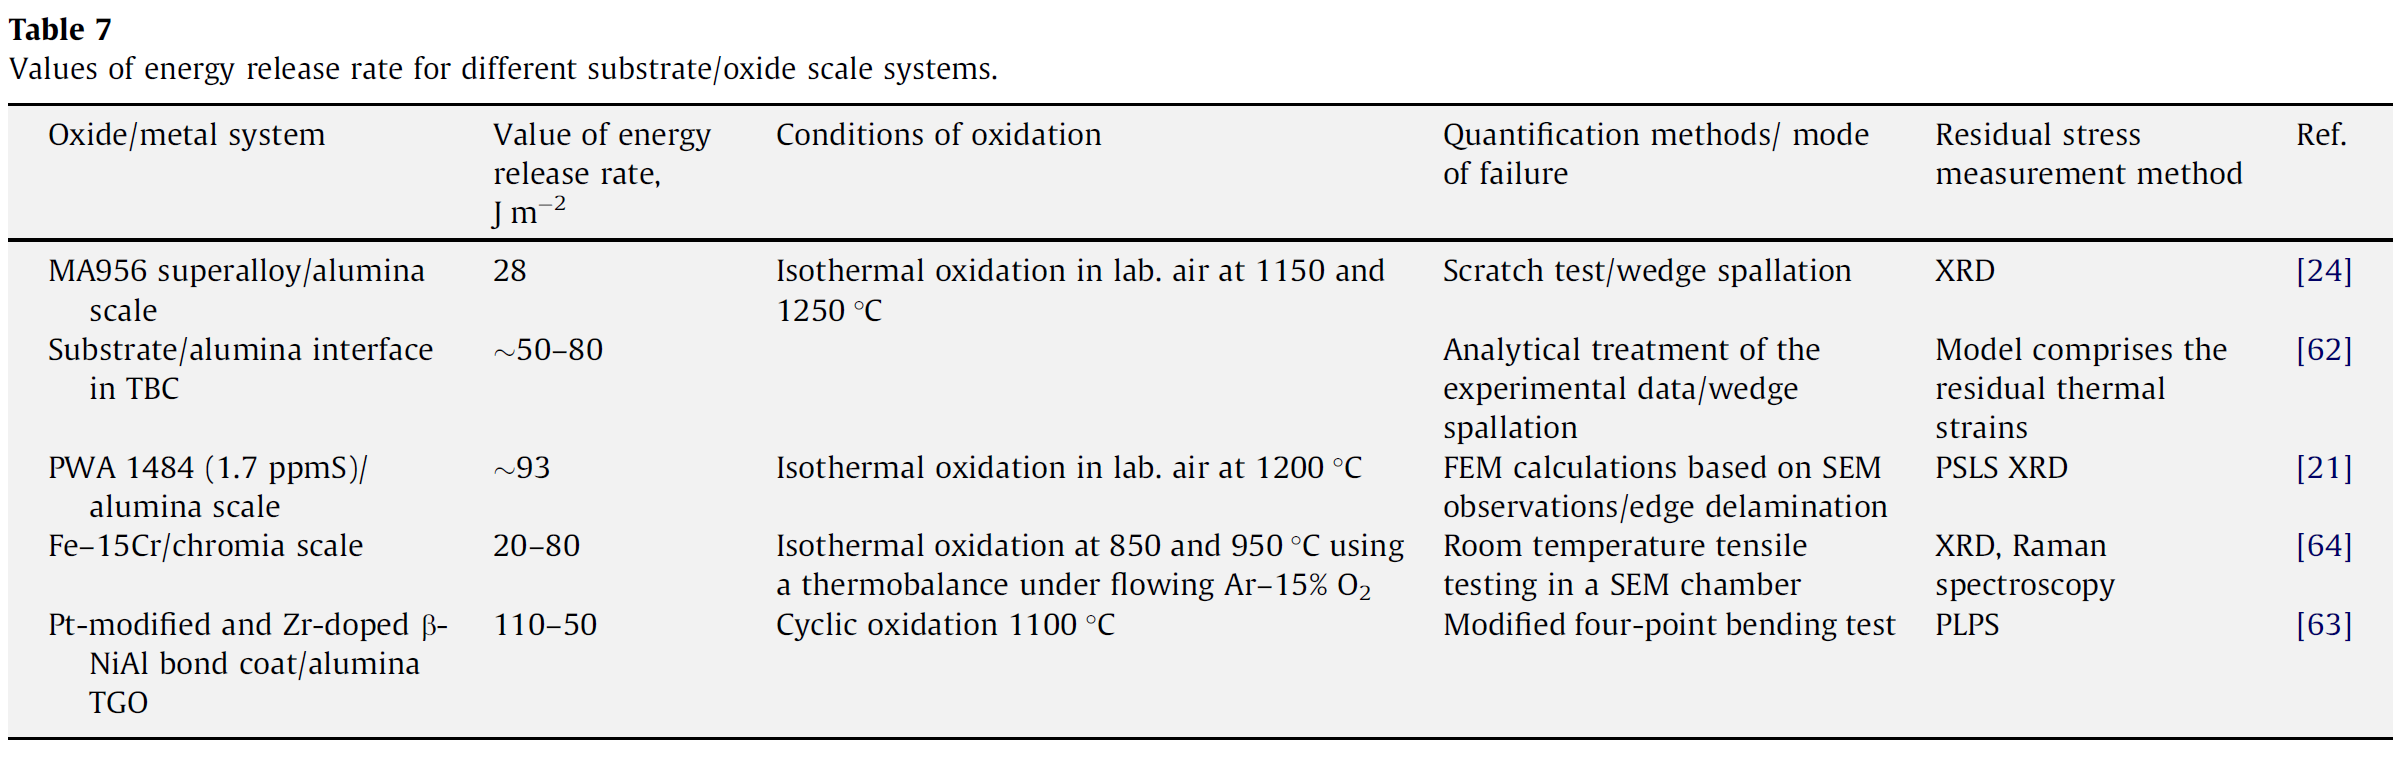 Table 7
Values of energy release rate for different substrate/oxide scale systems.
Oxide/metal system
Value of energy
release rate,
J m⁻²
Conditions of oxidation
Quantification methods/ mode
of failure
Residual stress
measurement method
Ref.
MA956 superalloy/alumina
scale
28
Isothermal oxidation in lab. air at 1150 and
1250 °C
Scratch test/wedge spallation
XRD
[24]
Substrate/alumina interface
in TBC
∼50–80
Analytical treatment of the
experimental data/wedge
spallation
Model comprises the
residual thermal
strains
[62]
PWA 1484 (1.7 ppmS)/
alumina scale
∼93
Isothermal oxidation in lab. air at 1200 °C
FEM calculations based on SEM
observations/edge delamination
PSLS XRD
[21]
Fe–15Cr/chromia scale
20–80
Isothermal oxidation at 850 and 950 °C using
a thermobalance under flowing Ar–15% O₂
Room temperature tensile
testing in a SEM chamber
XRD, Raman
spectroscopy
[64]
Pt-modified and Zr-doped β-
NiAl bond coat/alumina
TGO
110–50
Cyclic oxidation 1100 °C
Modified four-point bending test
PLPS
[63]